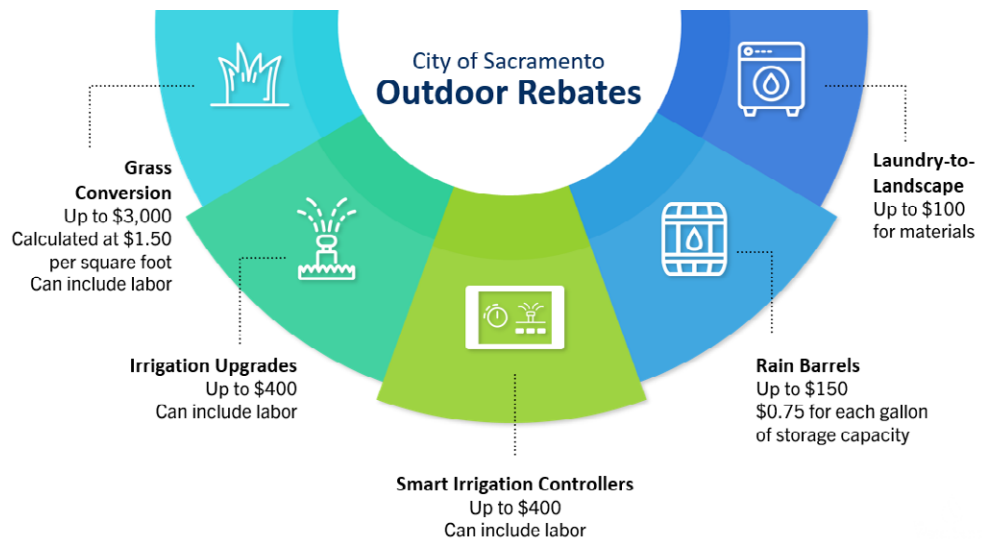 City of Sacramento
Outdoor Rebates
Grass
Conversion
Up to $3,000
Calculated at $1.50
per square foot
Can include labor
Irrigation Upgrades
Up to $400
Can include labor
Smart Irrigation Controllers
Up to $400
Can include labor
Rain Barrels
Up to $150
$0.75 for each gallon
of storage capacity
Laundry-to-
Landscape
Up to $100
for materials